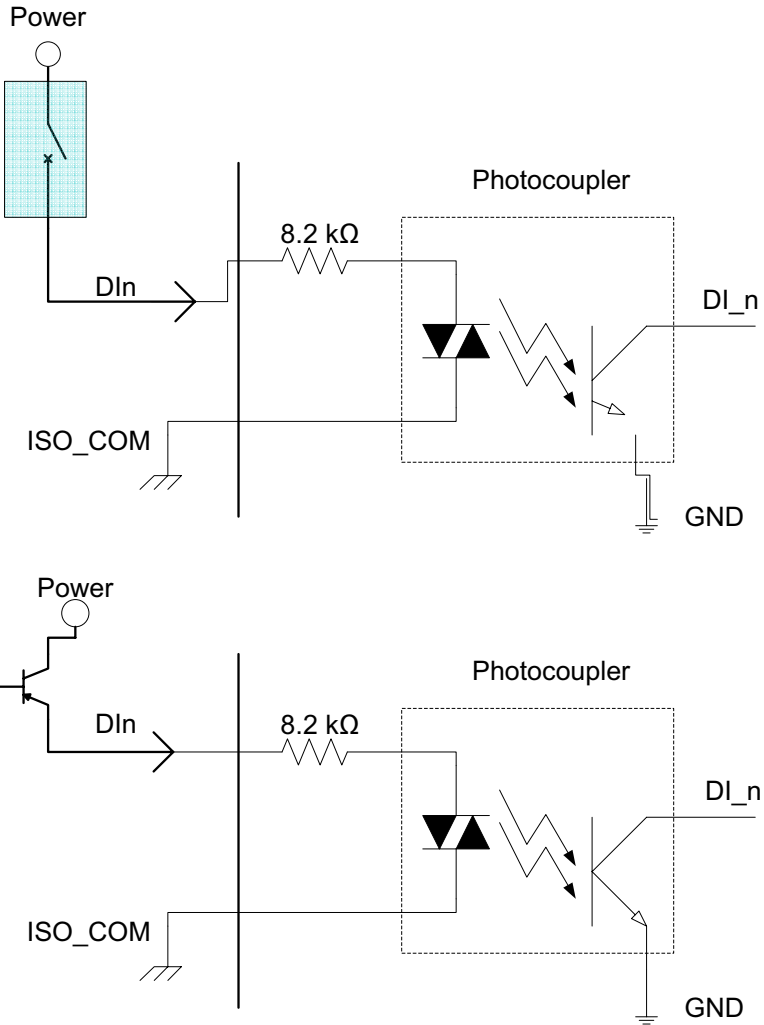 Power
Photocoupler
8.2 kΩ
DIn
DI_n
ISO_COM
GND
Power
Photocoupler
DIn
8.2 kΩ
DI_n
ISO_COM
GND